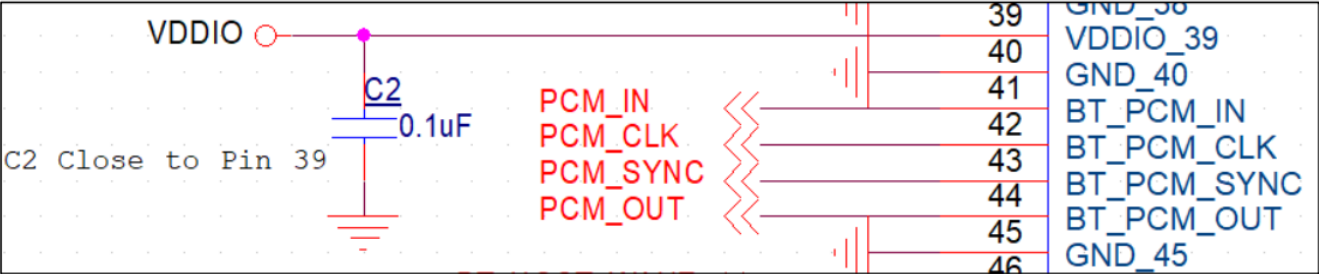 39 GND_38
VDDIO VDDIO_39
40
C2 GND_40
PCM_IN 41 BT_PCM_IN
0.1uF
PCM_CLK 42 BT_PCM_CLK
C2 Close to Pin 39
PCM_SYNC 43 BT_PCM_SYNC
PCM_OUT 44 BT_PCM_OUT
45 GND_45
46